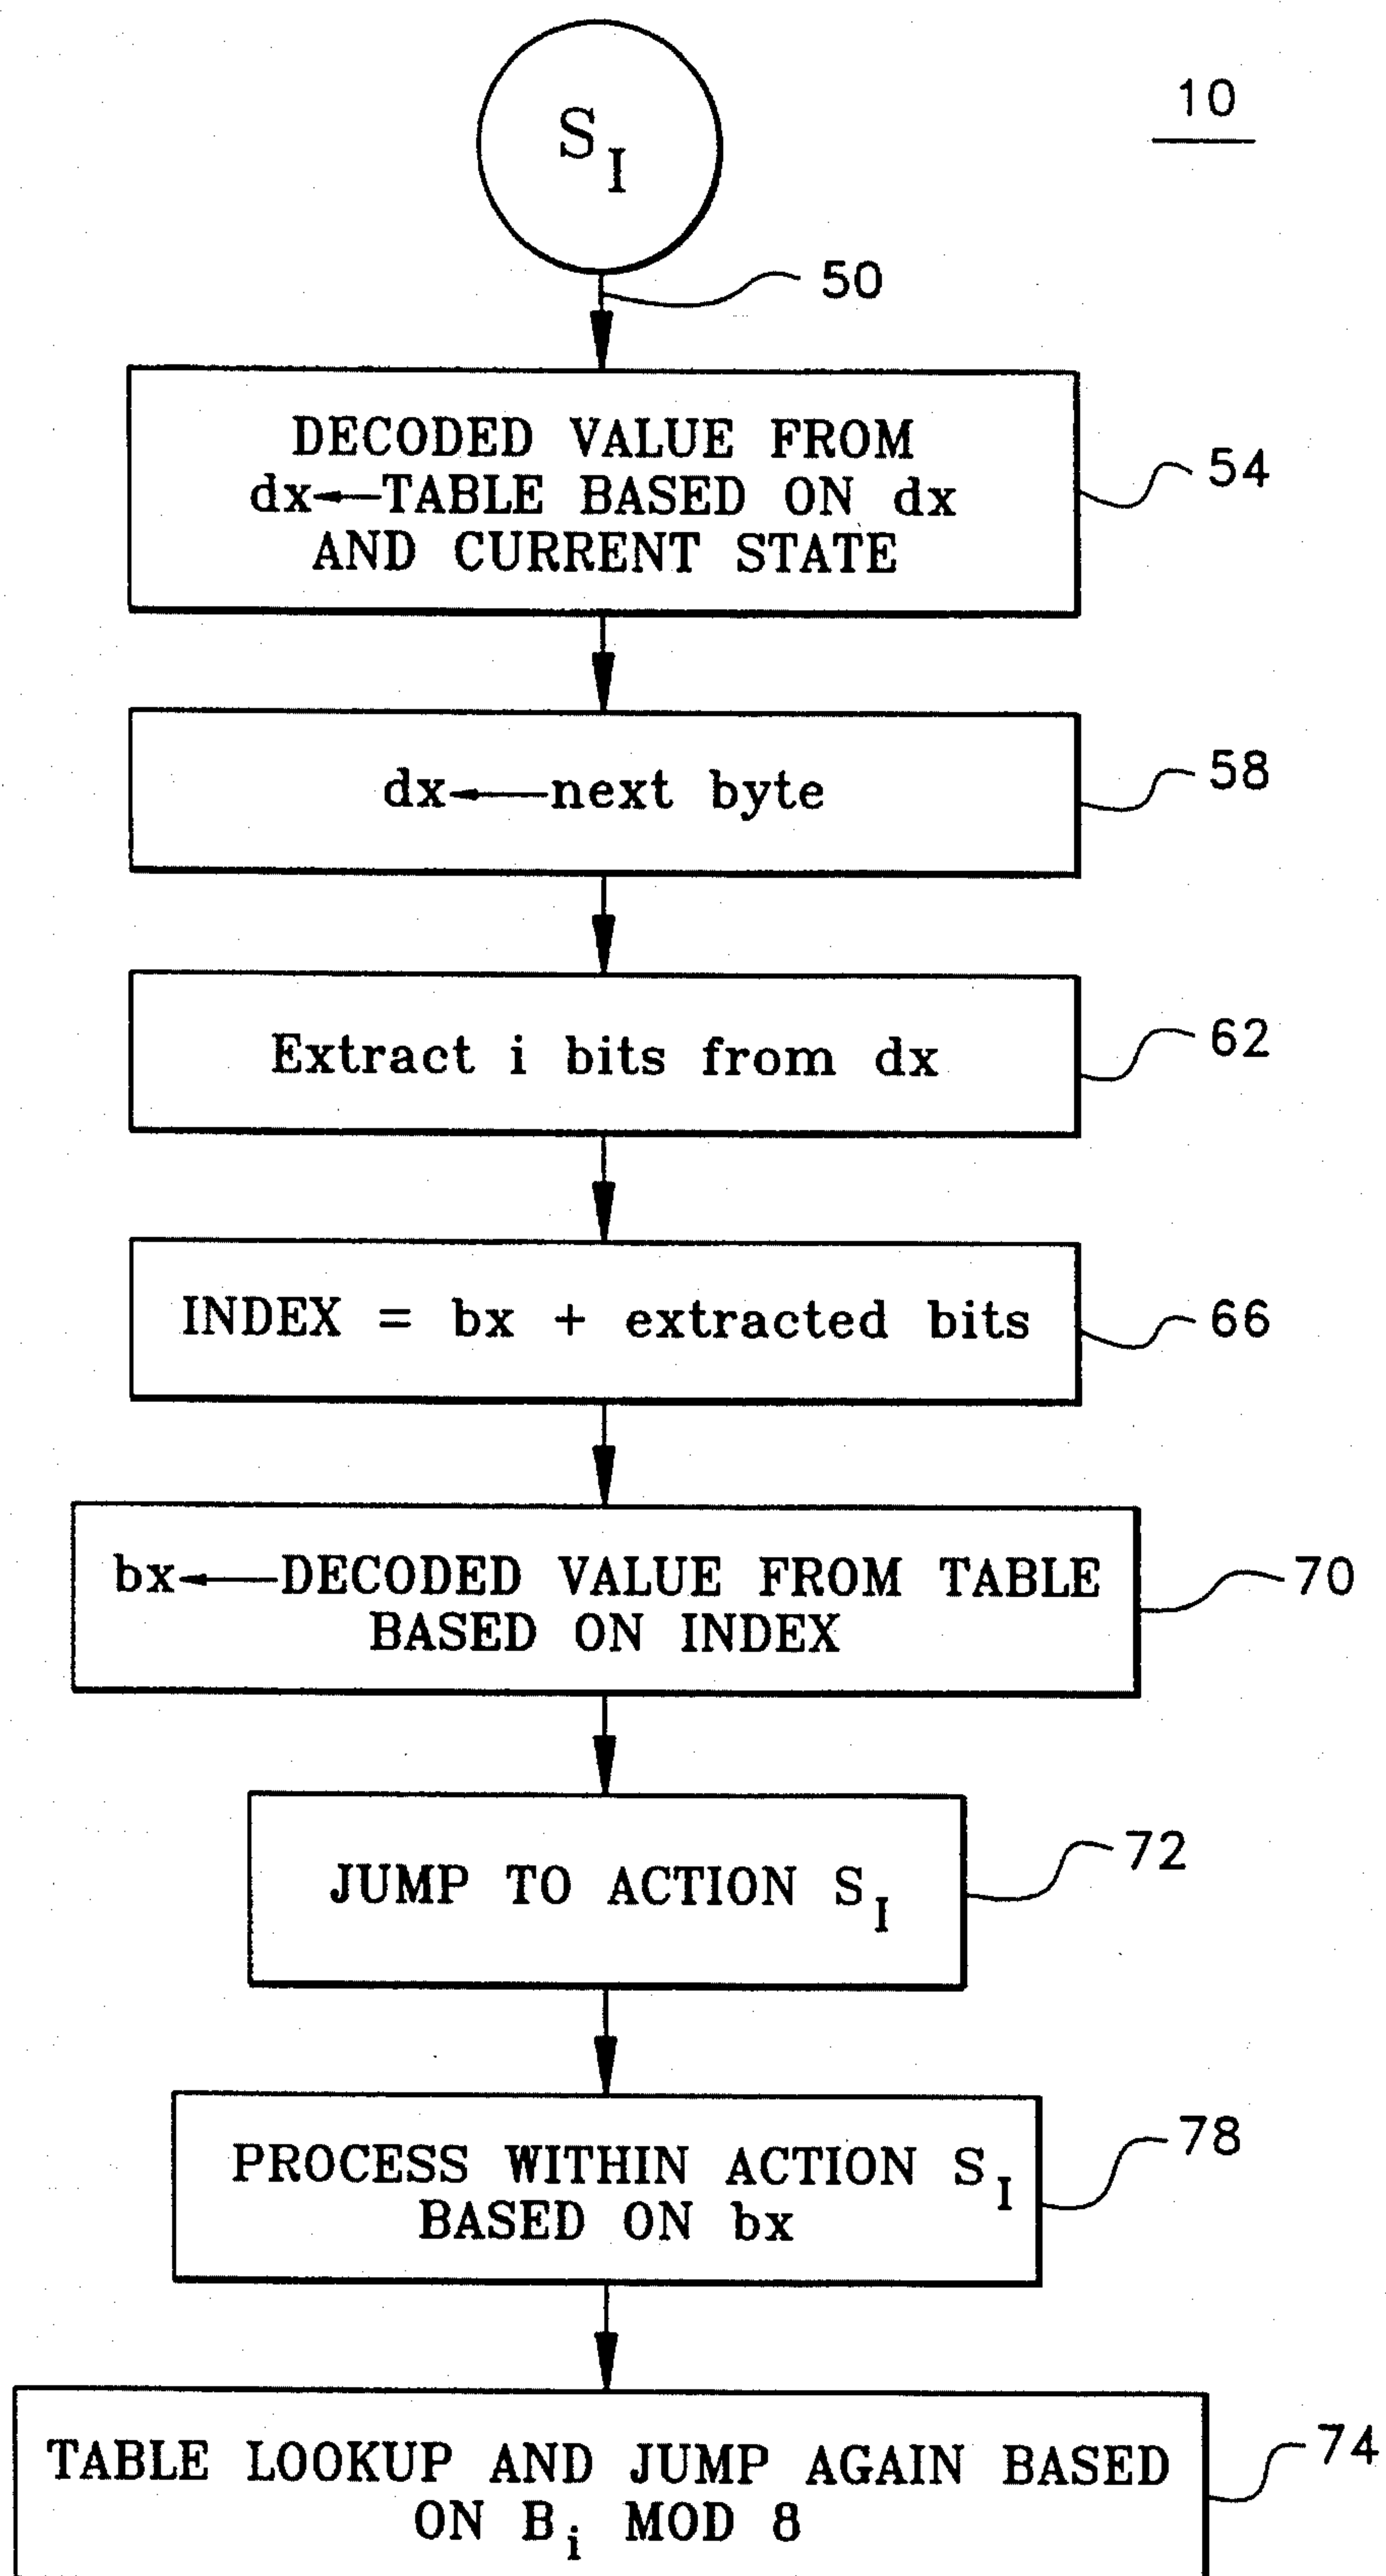 S_I
10
50
DECODED VALUE FROM
dx←TABLE BASED ON dx
AND CURRENT STATE
54
dx←next byte
58
Extract i bits from dx
62
INDEX = bx + extracted bits
66
bx←DECODED VALUE FROM TABLE
BASED ON INDEX
70
JUMP TO ACTION S_I
72
PROCESS WITHIN ACTION S_I
BASED ON bx
78
TABLE LOOKUP AND JUMP AGAIN BASED
ON B_i MOD 8
74